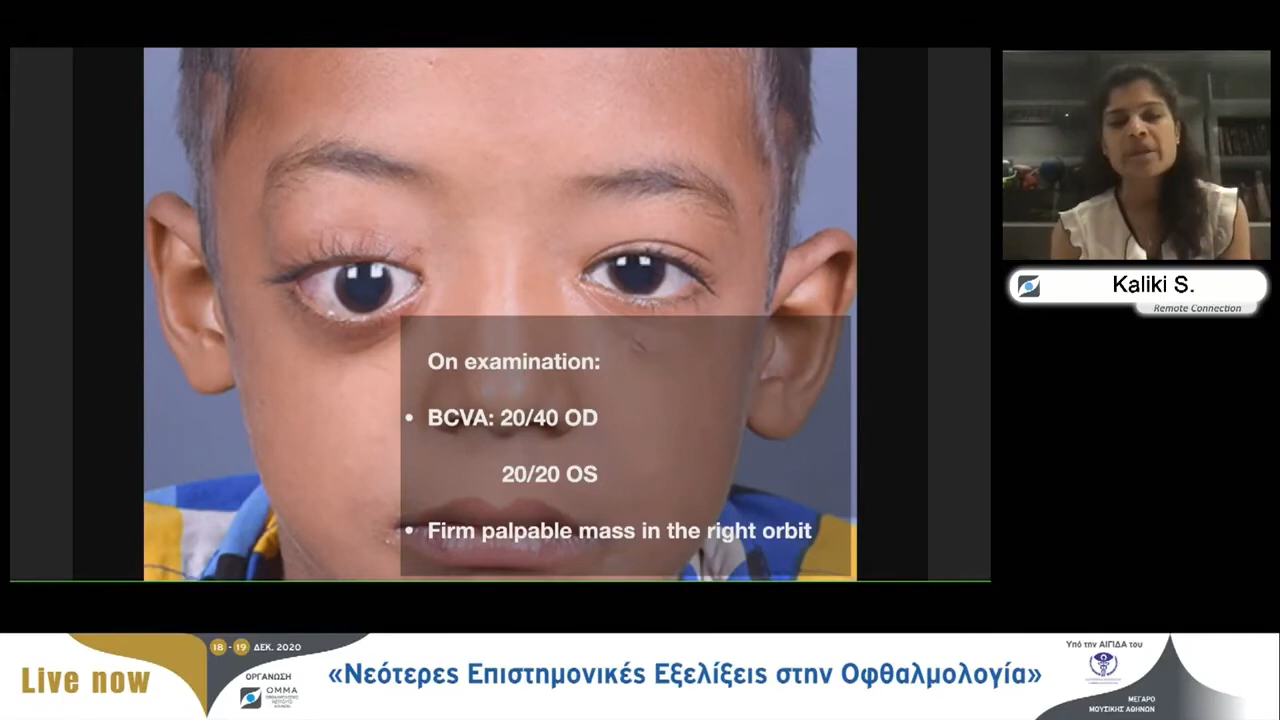 On examination:
• BCVA: 20/40 OD
20/20 OS
• Firm palpable mass in the right orbit
Kaliki S.
Remote Connection
Live now
18 - 19 ΔΕΚ. 2020
ΟΡΓΑΝΩΣΗ
OMMA
«Νεότερες Επιστημονικές Εξελίξεις στην Οφθαλμολογία»
Υπό την ΑΙΓΙΔΑ του
ΜΕΓΑΡΟ
ΜΟΥΣΙΚΗΣ ΑΘΗΝΩΝ